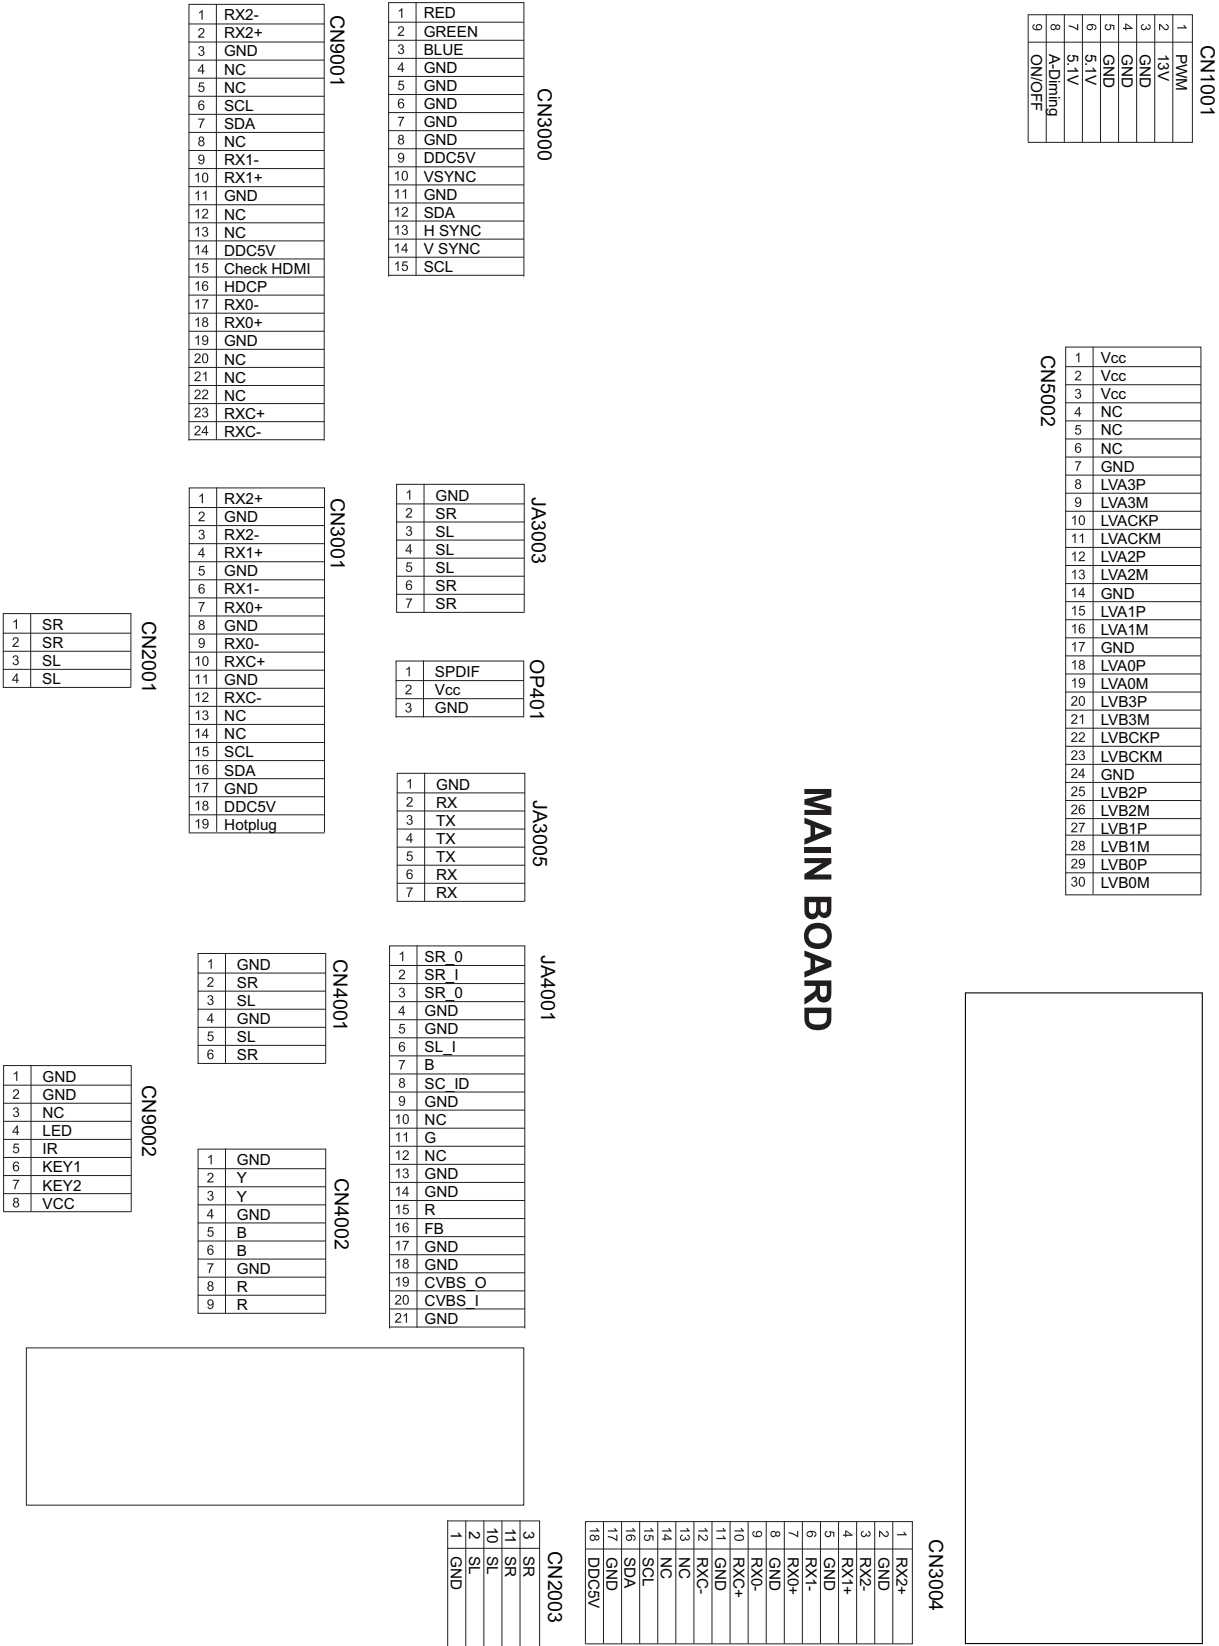 CN9001
1 RX2-
2 RX2+
3 GND
4 NC
5 NC
6 SCL
7 SDA
8 NC
9 RX1-
10 RX1+
11 GND
12 NC
13 NC
14 DDC5V
15 Check HDMI
16 HDCP
17 RX0-
18 RX0+
19 GND
20 NC
21 NC
22 NC
23 RXC+
24 RXC-
CN3000
1 RED
2 GREEN
3 BLUE
4 GND
5 GND
6 GND
7 GND
8 GND
9 DDC5V
10 VSYNC
11 GND
12 SDA
13 H SYNC
14 V SYNC
15 SCL
CN1001
1 PWM
2 13V
3 GND
4 GND
5 GND
6 5.1V
7 5.1V
8 A-Diming
9 ON/OFF
CN5002
1 Vcc
2 Vcc
3 Vcc
4 NC
5 NC
6 NC
7 GND
8 LVA3P
9 LVA3M
10 LVACKP
11 LVACKM
12 LVA2P
13 LVA2M
14 GND
15 LVA1P
16 LVA1M
17 GND
18 LVA0P
19 LVA0M
20 LVB3P
21 LVB3M
22 LVBCKP
23 LVBCKM
24 GND
25 LVB2P
26 LVB2M
27 LVB1P
28 LVB1M
29 LVB0P
30 LVB0M
CN3001
1 RX2+
2 GND
3 RX2-
4 RX1+
5 GND
6 RX1-
7 RX0+
8 GND
9 RX0-
10 RXC+
11 GND
12 RXC-
13 NC
14 NC
15 SCL
16 SDA
17 GND
18 DDC5V
19 Hotplug
JA3003
1 GND
2 SR
3 SL
4 SL
5 SL
6 SR
7 SR
CN2001
1 SR
2 SR
3 SL
4 SL
OP401
1 SPDIF
2 Vcc
3 GND
JA3005
1 GND
2 RX
3 TX
4 TX
5 TX
6 RX
7 RX
MAIN BOARD
CN4001
1 GND
2 SR
3 SL
4 GND
5 SL
6 SR
JA4001
1 SR_0
2 SR_I
3 SR_0
4 GND
5 GND
6 SL_I
7 B
8 SC_ID
9 GND
10 NC
11 G
12 NC
13 GND
14 GND
15 R
16 FB
17 GND
18 GND
19 CVBS_O
20 CVBS_I
21 GND
CN9002
1 GND
2 GND
3 NC
4 LED
5 IR
6 KEY1
7 KEY2
8 VCC
CN4002
1 GND
2 Y
3 Y
4 GND
5 B
6 B
7 GND
8 R
9 R
CN2003
3 SR
11 SR
10 SL
2 SL
1 GND
CN3004
1 RX2+
2 GND
3 RX2-
4 RX1+
5 GND
6 RX1-
7 RX0+
8 GND
9 RX0-
10 RXC+
11 GND
12 RXC-
13 NC
14 NC
15 SCL
16 SDA
17 GND
18 DDC5V